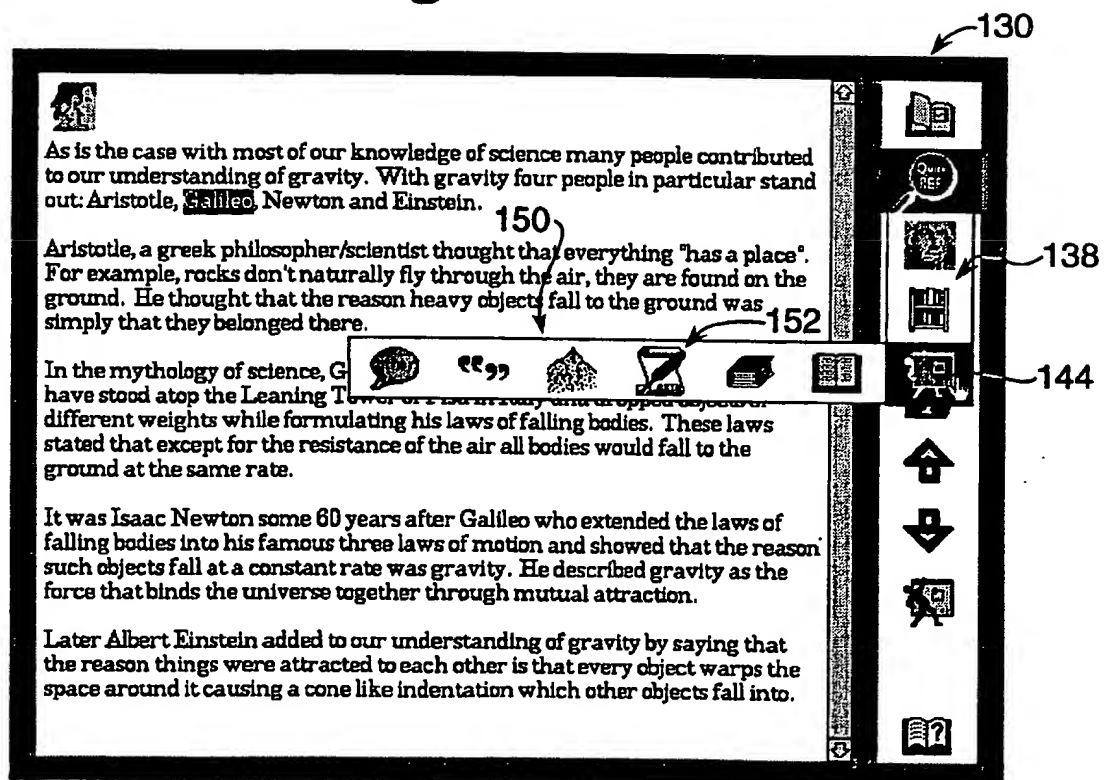 130
As is the case with most of our knowledge of science many people contributed
to our understanding of gravity. With gravity four people in particular stand
out: Aristotle, Galileo, Newton and Einstein.
150
Aristotle, a greek philosopher/scientist thought that everything "has a place".
For example, rocks don't naturally fly through the air, they are found on the
ground. He thought that the reason heavy objects fall to the ground was
simply that they belonged there.
138
152
144
In the mythology of science, G
have stood atop the Leaning
different weights while formulating his laws of falling bodies. These laws
stated that except for the resistance of the air all bodies would fall to the
ground at the same rate.
It was Isaac Newton some 60 years after Galileo who extended the laws of
falling bodies into his famous three laws of motion and showed that the reason
such objects fall at a constant rate was gravity. He described gravity as the
force that binds the universe together through mutual attraction.
Later Albert Einstein added to our understanding of gravity by saying that
the reason things were attracted to each other is that every object warps the
space around it causing a cone like indentation which other objects fall into.
?